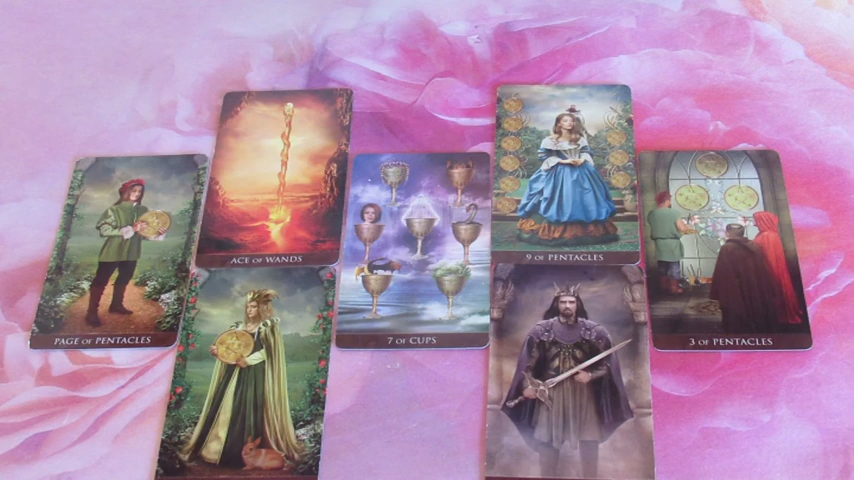 PAGE OF PENTACLES
ACE OF WANDS
7 OF CUPS
9 OF PENTACLES
3 OF PENTACLES